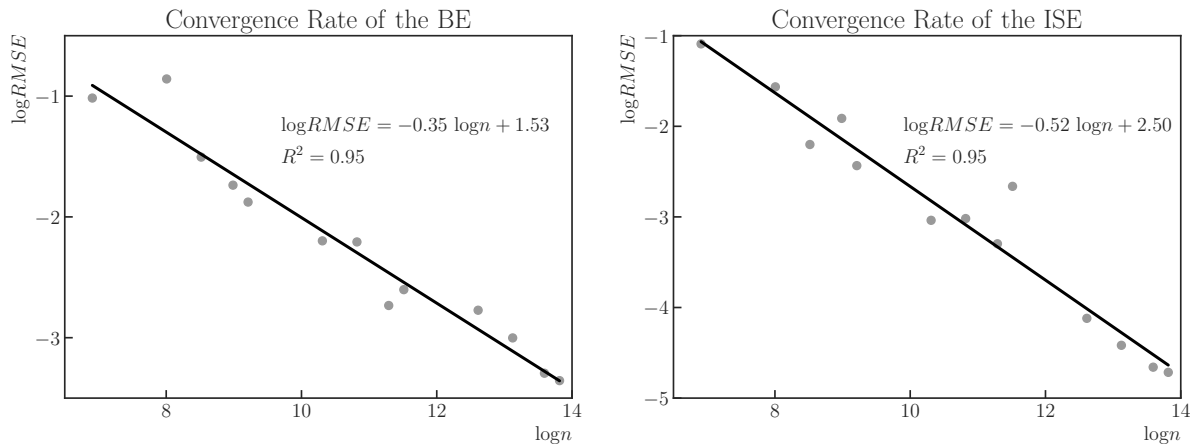 Convergence Rate of the BE
logRMSE
−1
−2
−3
logRMSE = −0.35 logn + 1.53
R² = 0.95
8 10 12 14
logn
Convergence Rate of the ISE
logRMSE
−1
−2
−3
−4
−5
logRMSE = −0.52 logn + 2.50
R² = 0.95
8 10 12 14
logn